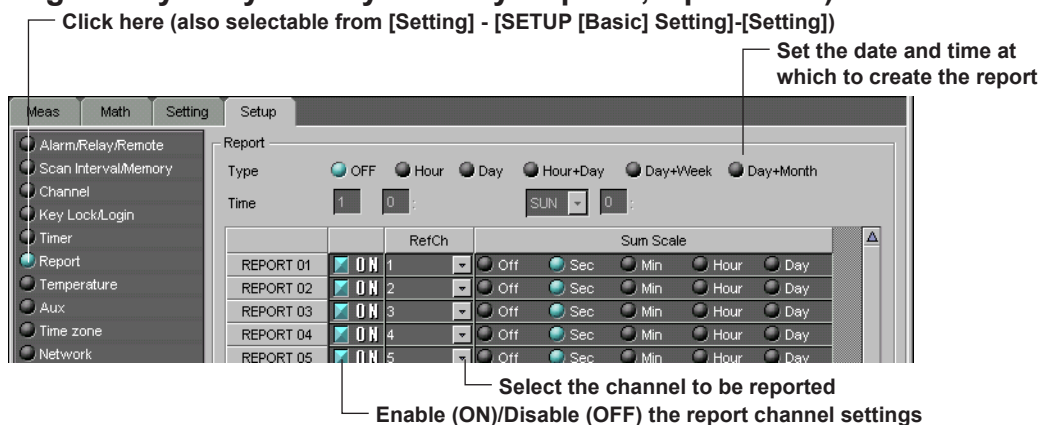 Click here (also selectable from [Setting] - [SETUP [Basic] Setting]-[Setting])
Set the date and time at
which to create the report
Meas Math Setting Setup
Alarm/Relay/Remote
Scan Interval/Memory
Channel
Key Lock/Login
Timer
Report
Temperature
Aux
Time zone
Network
Report
Type OFF Hour Day Hour+Day Day+Week Day+Month
Time 1 0 : SUN 0 :
RefCh Sum Scale
REPORT 01 ON 1 Off Sec Min Hour Day
REPORT 02 ON 2 Off Sec Min Hour Day
REPORT 03 ON 3 Off Sec Min Hour Day
REPORT 04 ON 4 Off Sec Min Hour Day
REPORT 05 ON 5 Off Sec Min Hour Day
Select the channel to be reported
Enable (ON)/Disable (OFF) the report channel settings